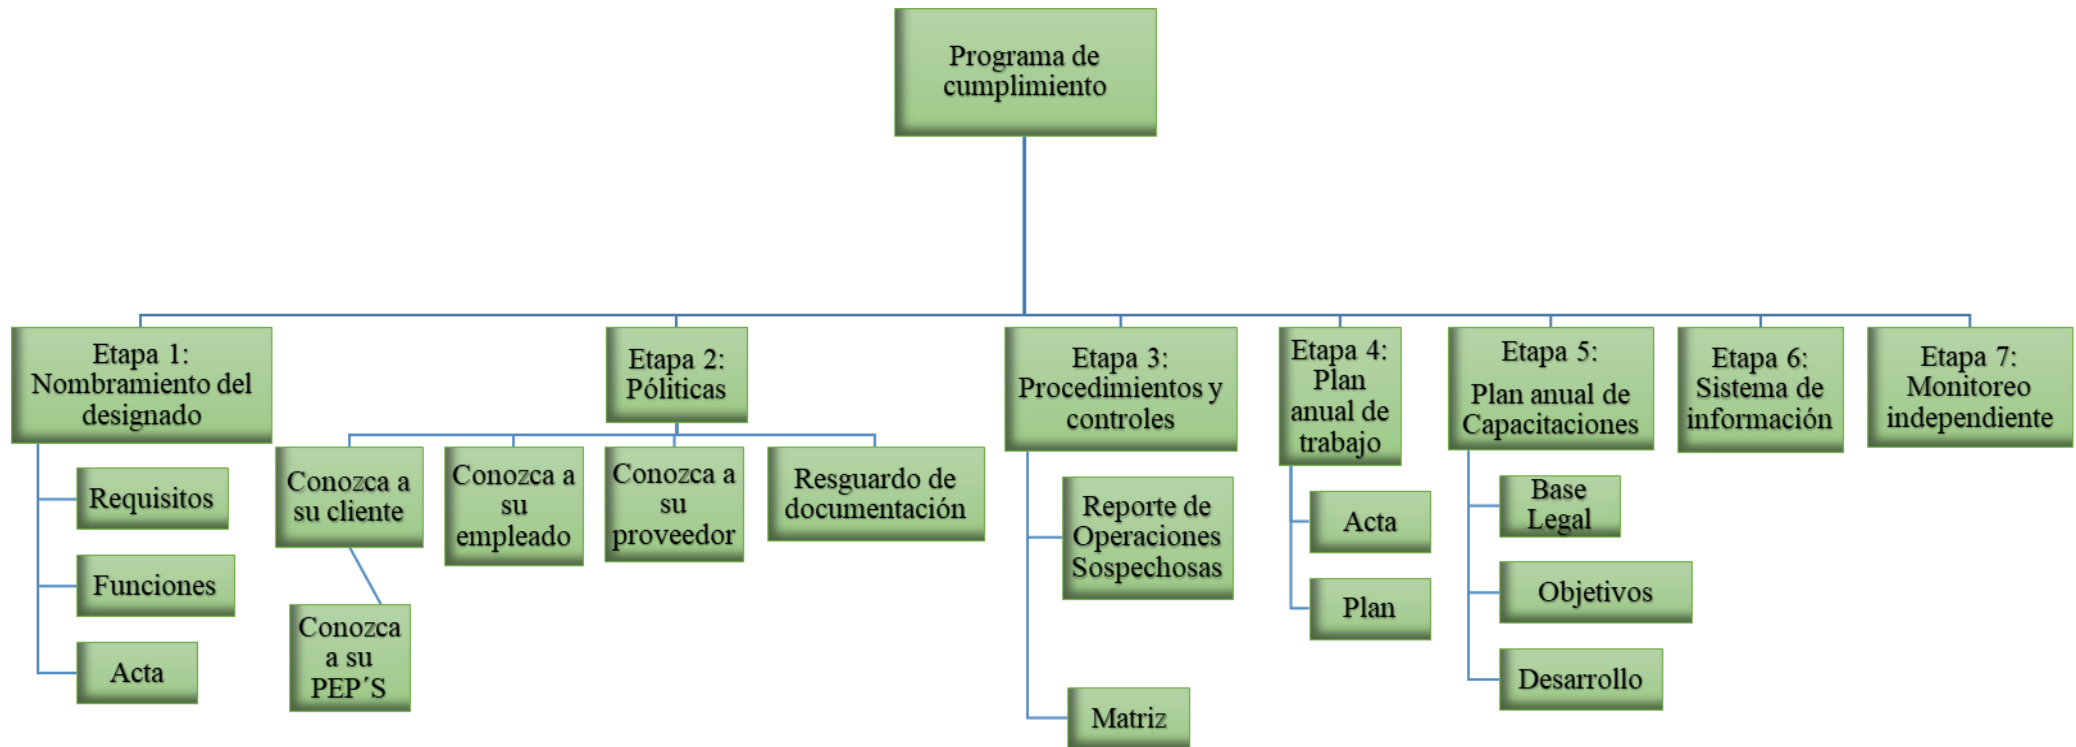 Programa de
cumplimiento
Etapa 1:
Nombramiento del
designado
Requisitos
Funciones
Acta
Etapa 2:
Póliticas
Conozca a
su cliente
Conozca
a su
PEP´S
Conozca a
su
empleado
Conozca a
su
proveedor
Resguardo de
documentación
Etapa 3:
Procedimientos y
controles
Reporte de
Operaciones
Sospechosas
Matriz
Etapa 4:
Plan
anual de
trabajo
Acta
Plan
Etapa 5:
Plan anual de
Capacitaciones
Base
Legal
Objetivos
Desarrollo
Etapa 6:
Sistema de
información
Etapa 7:
Monitoreo
independiente